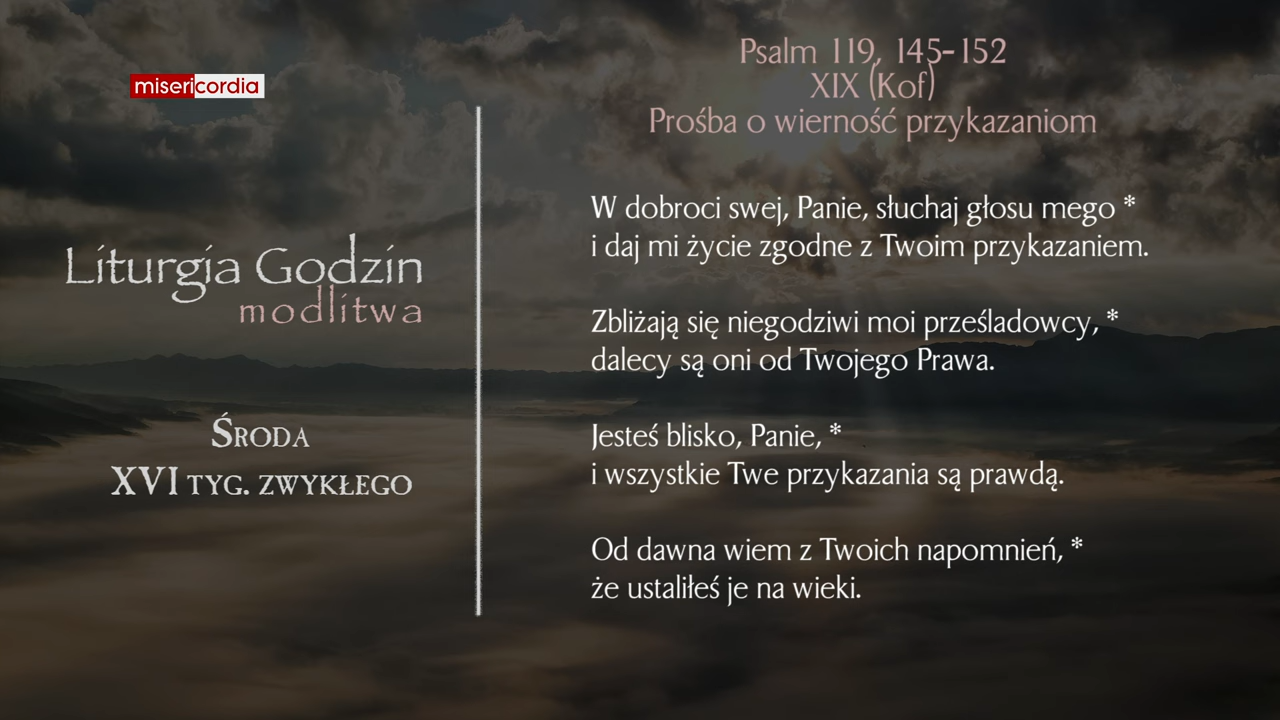 misericordia
Liturgia Godzin
modlitwa
Środa
XVI tyg. zwykłego
Psalm 119, 145-152
XIX (Kof)
Prośba o wierność przykazaniom
W dobroci swej, Panie, słuchaj głosu mego *
i daj mi życie zgodne z Twoim przykazaniem.
Zbliżają się niegodziwi moi prześladowcy, *
dalecy są oni od Twojego Prawa.
Jesteś blisko, Panie, *
i wszystkie Twe przykazania są prawdą.
Od dawna wiem z Twoich napomnień, *
że ustaliłeś je na wieki.